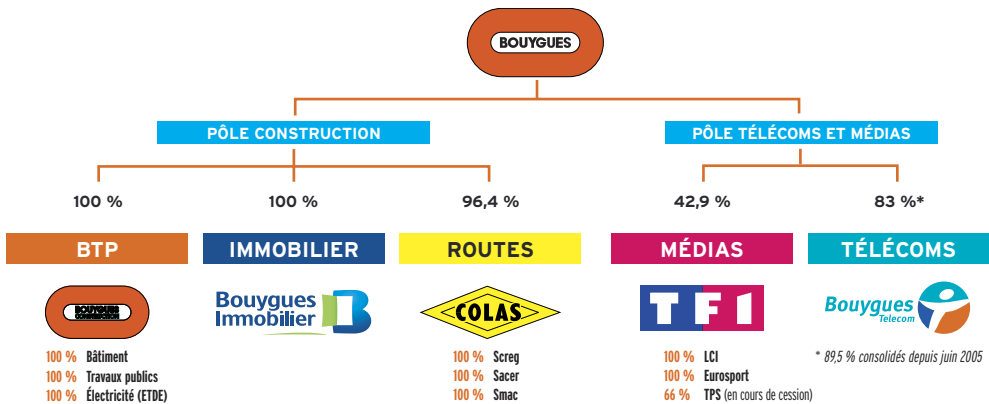 BOUYGUES
PÔLE CONSTRUCTION
PÔLE TÉLÉCOMS ET MÉDIAS
100 %
100 %
96,4 %
42,9 %
83 %*
BTP
IMMOBILIER
ROUTES
MÉDIAS
TÉLÉCOMS
BOUYGUES
CONSTRUCTION
Bouygues
Immobilier
COLAS
TF1
Bouygues
Telecom
100 % Bâtiment
100 % Travaux publics
100 % Électricité (ETDE)
100 % Screg
100 % Sacer
100 % Smac
100 % LCI
100 % Eurosport
66 % TPS (en cours de cession)
* 89,5 % consolidés depuis juin 2005